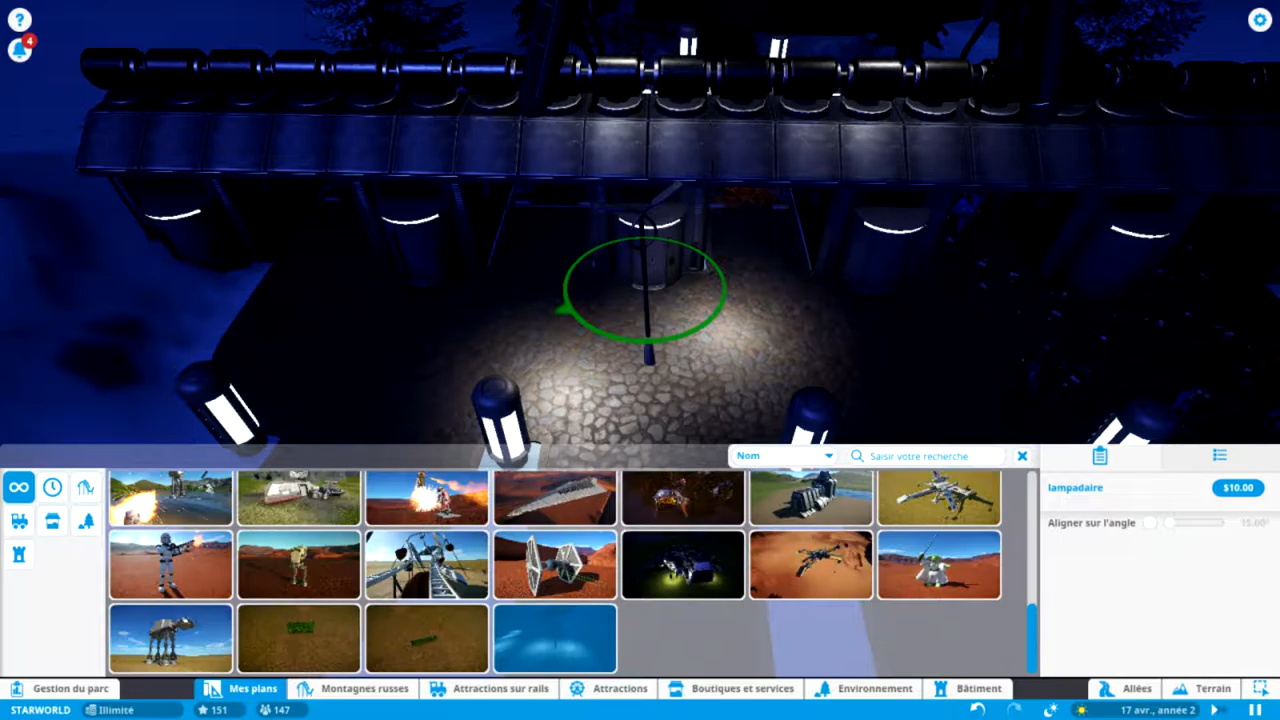 ?
4
Nom
Saisir votre recherche
lampadaire
$10.00
Aligner sur l'angle
15.00°
Gestion du parc
Mes plans
Montagnes russes
Attractions sur rails
Attractions
Boutiques et services
Environnement
Bâtiment
Allées
Terrain
STARWORLD
Illimité
151
147
17 avr., année 2